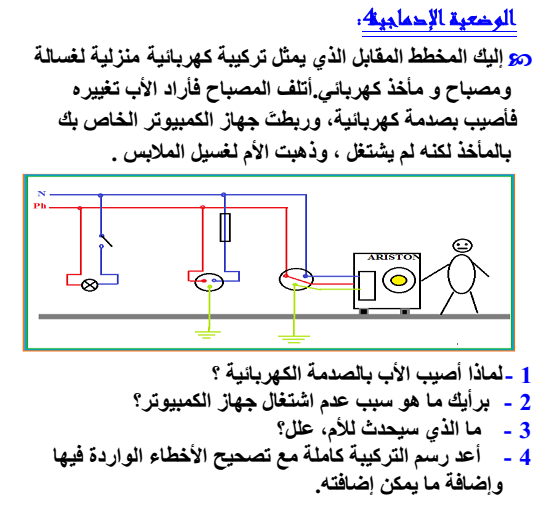 الوضعية الإدماجية4:
إليك المخطط المقابل الذي يمثل تركيبة كهربائية منزلية لغسالة
ومصباح و مأخذ كهربائي.أتلف المصباح فأراد الأب تغييره
فأصيب بصدمة كهربائية، وربطتَ جهاز الكمبيوتر الخاص بك
بالمأخذ لكنه لم يشتغل ، وذهبت الأم لغسيل الملابس .
N
Ph
ARISTON
1 - لماذا أصيب الأب بالصدمة الكهربائية ؟
2 - برأيك ما هو سبب عدم اشتغال جهاز الكمبيوتر؟
3 - ما الذي سيحدث للأم، علل؟
4 - أعد رسم التركيبة كاملة مع تصحيح الأخطاء الواردة فيها
وإضافة ما يمكن إضافته.